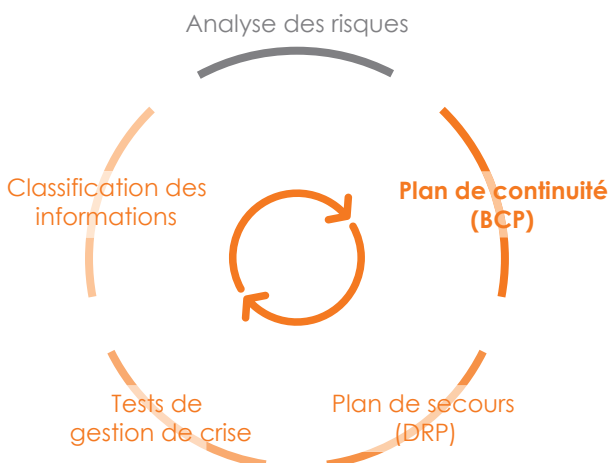 Analyse des risques
Plan de continuité
(BCP)
Plan de secours
(DRP)
Tests de
gestion de crise
Classification des
informations